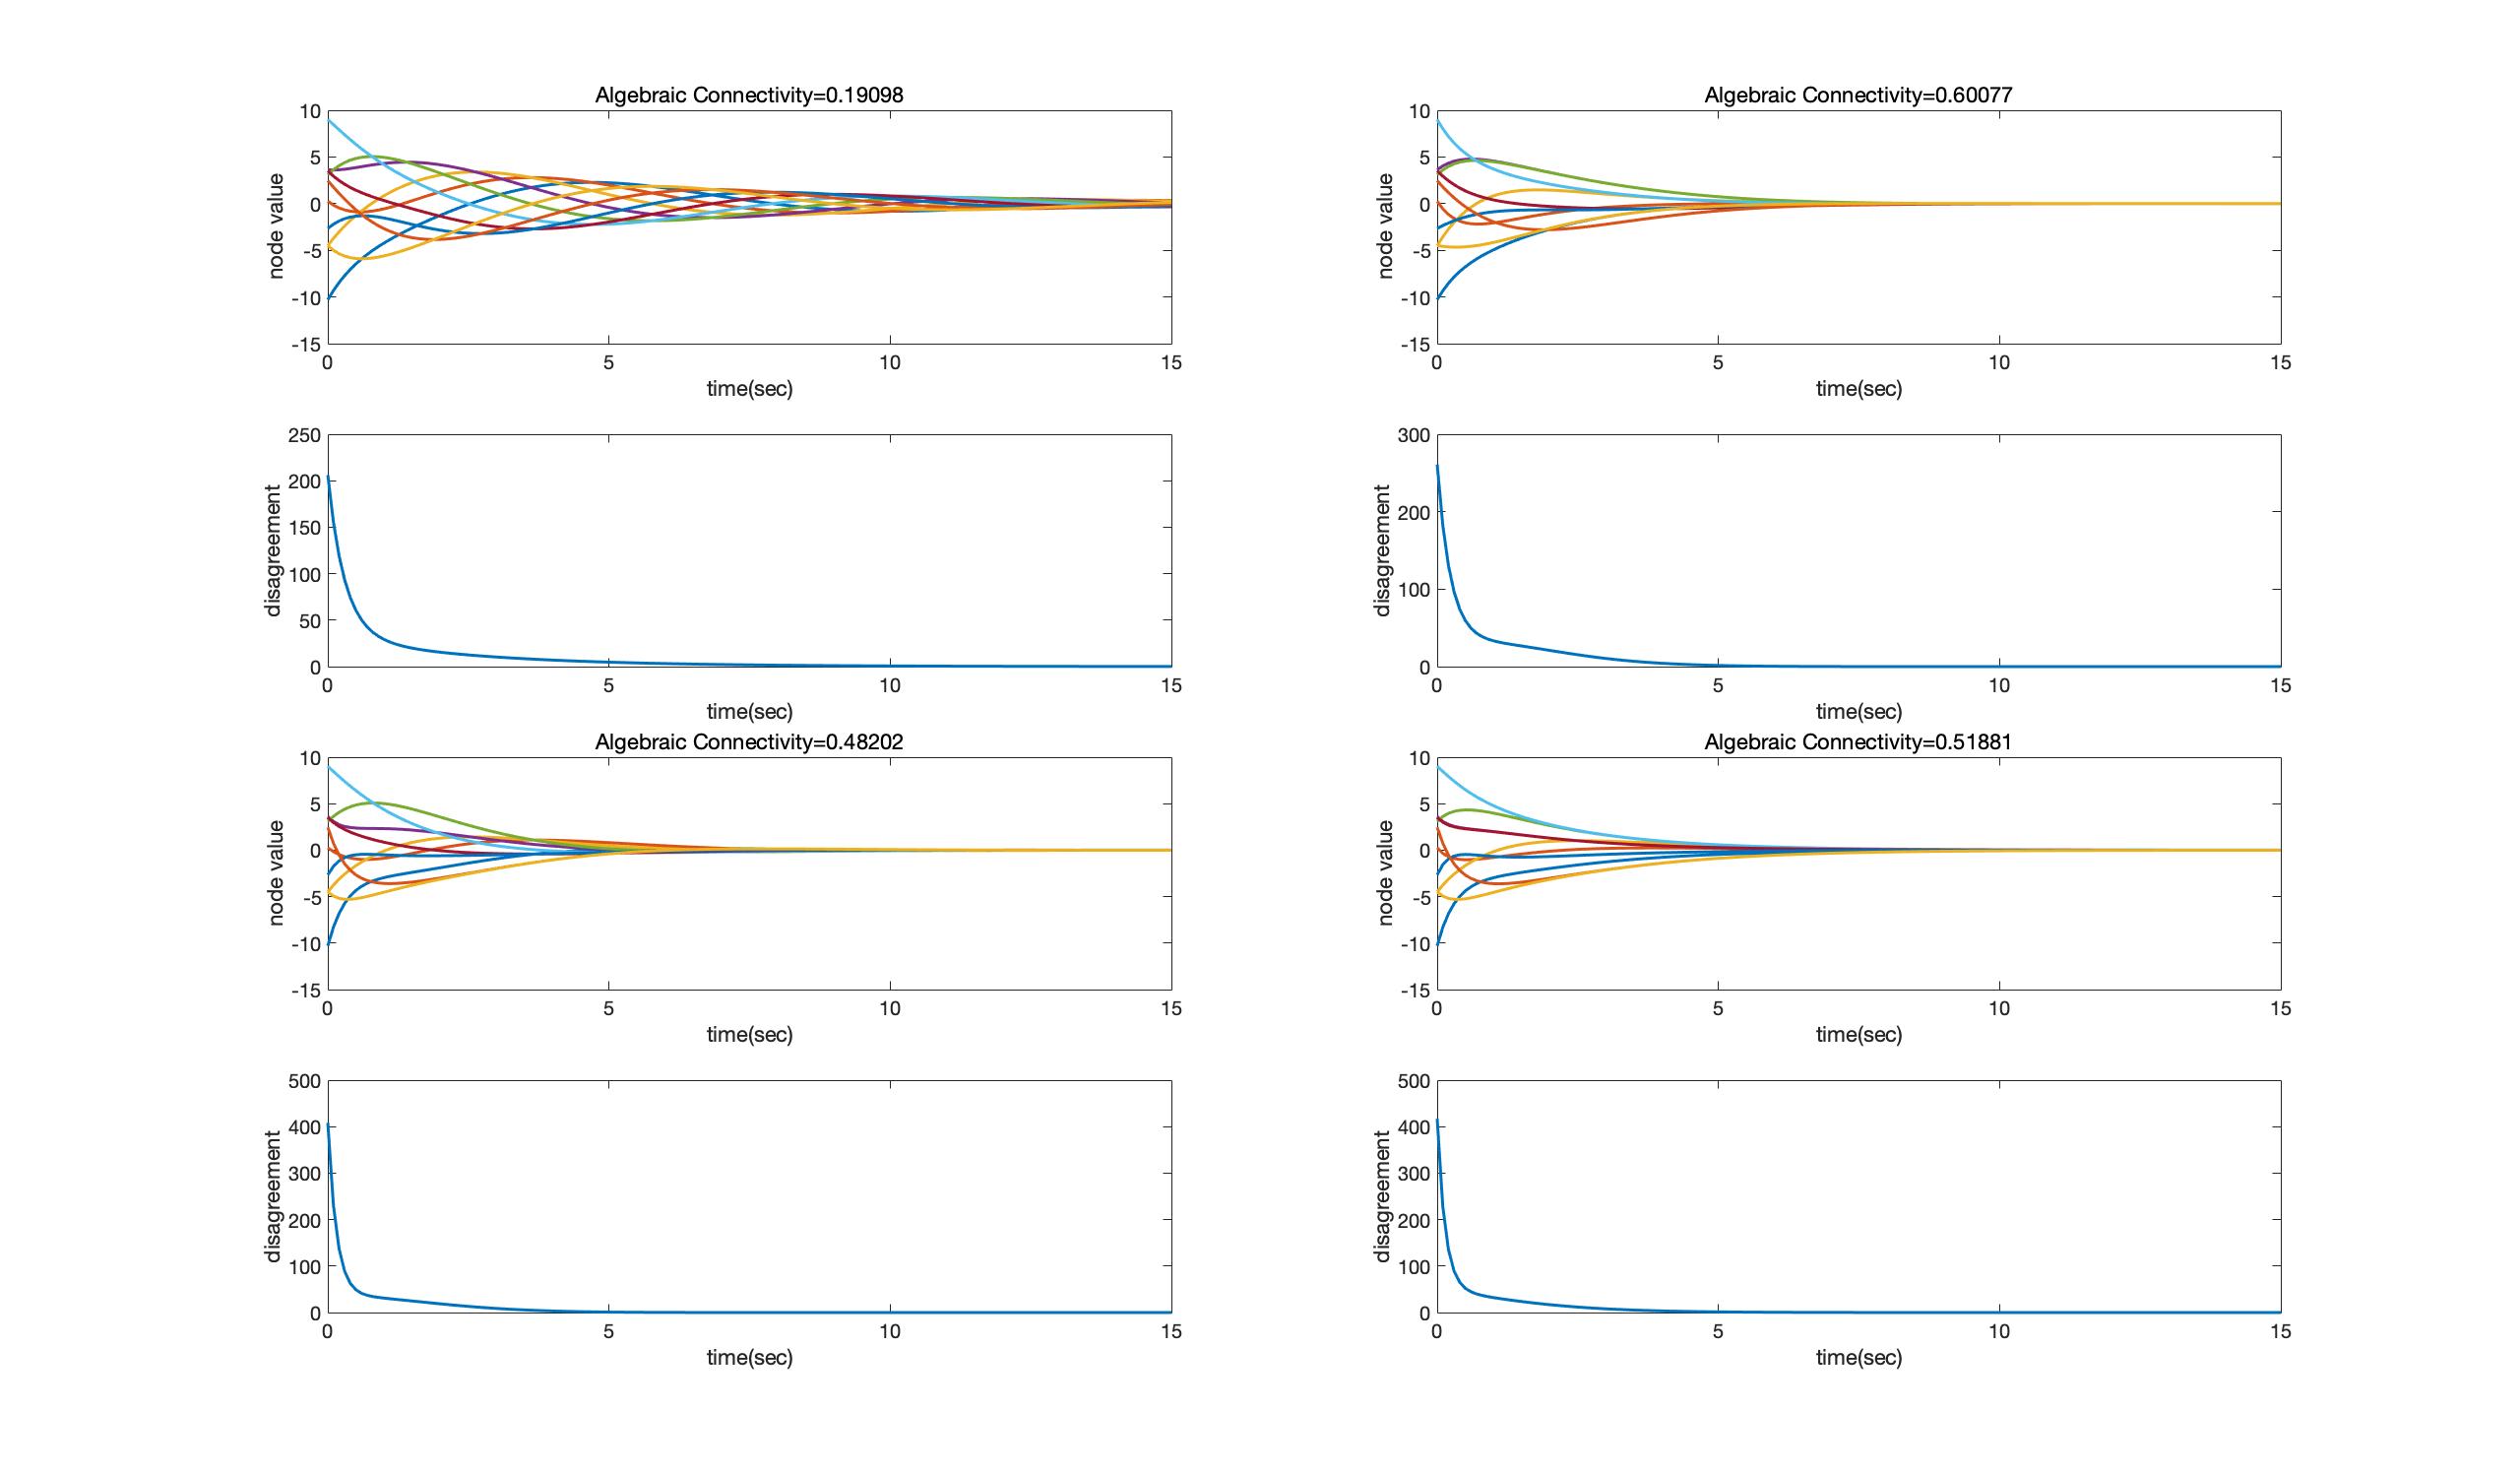 Algebraic Connectivity=0.19098
10
5
0
-5
-10
-15
node value
0 5 10 15
time(sec)
250
200
150
100
50
0
disagreement
0 5 10 15
time(sec)
Algebraic Connectivity=0.48202
10
5
0
-5
-10
-15
node value
0 5 10 15
time(sec)
500
400
300
200
100
0
disagreement
0 5 10 15
time(sec)
Algebraic Connectivity=0.60077
10
5
0
-5
-10
-15
node value
0 5 10 15
time(sec)
300
200
100
0
disagreement
0 5 10 15
time(sec)
Algebraic Connectivity=0.51881
10
5
0
-5
-10
-15
node value
0 5 10 15
time(sec)
500
400
300
200
100
0
disagreement
0 5 10 15
time(sec)